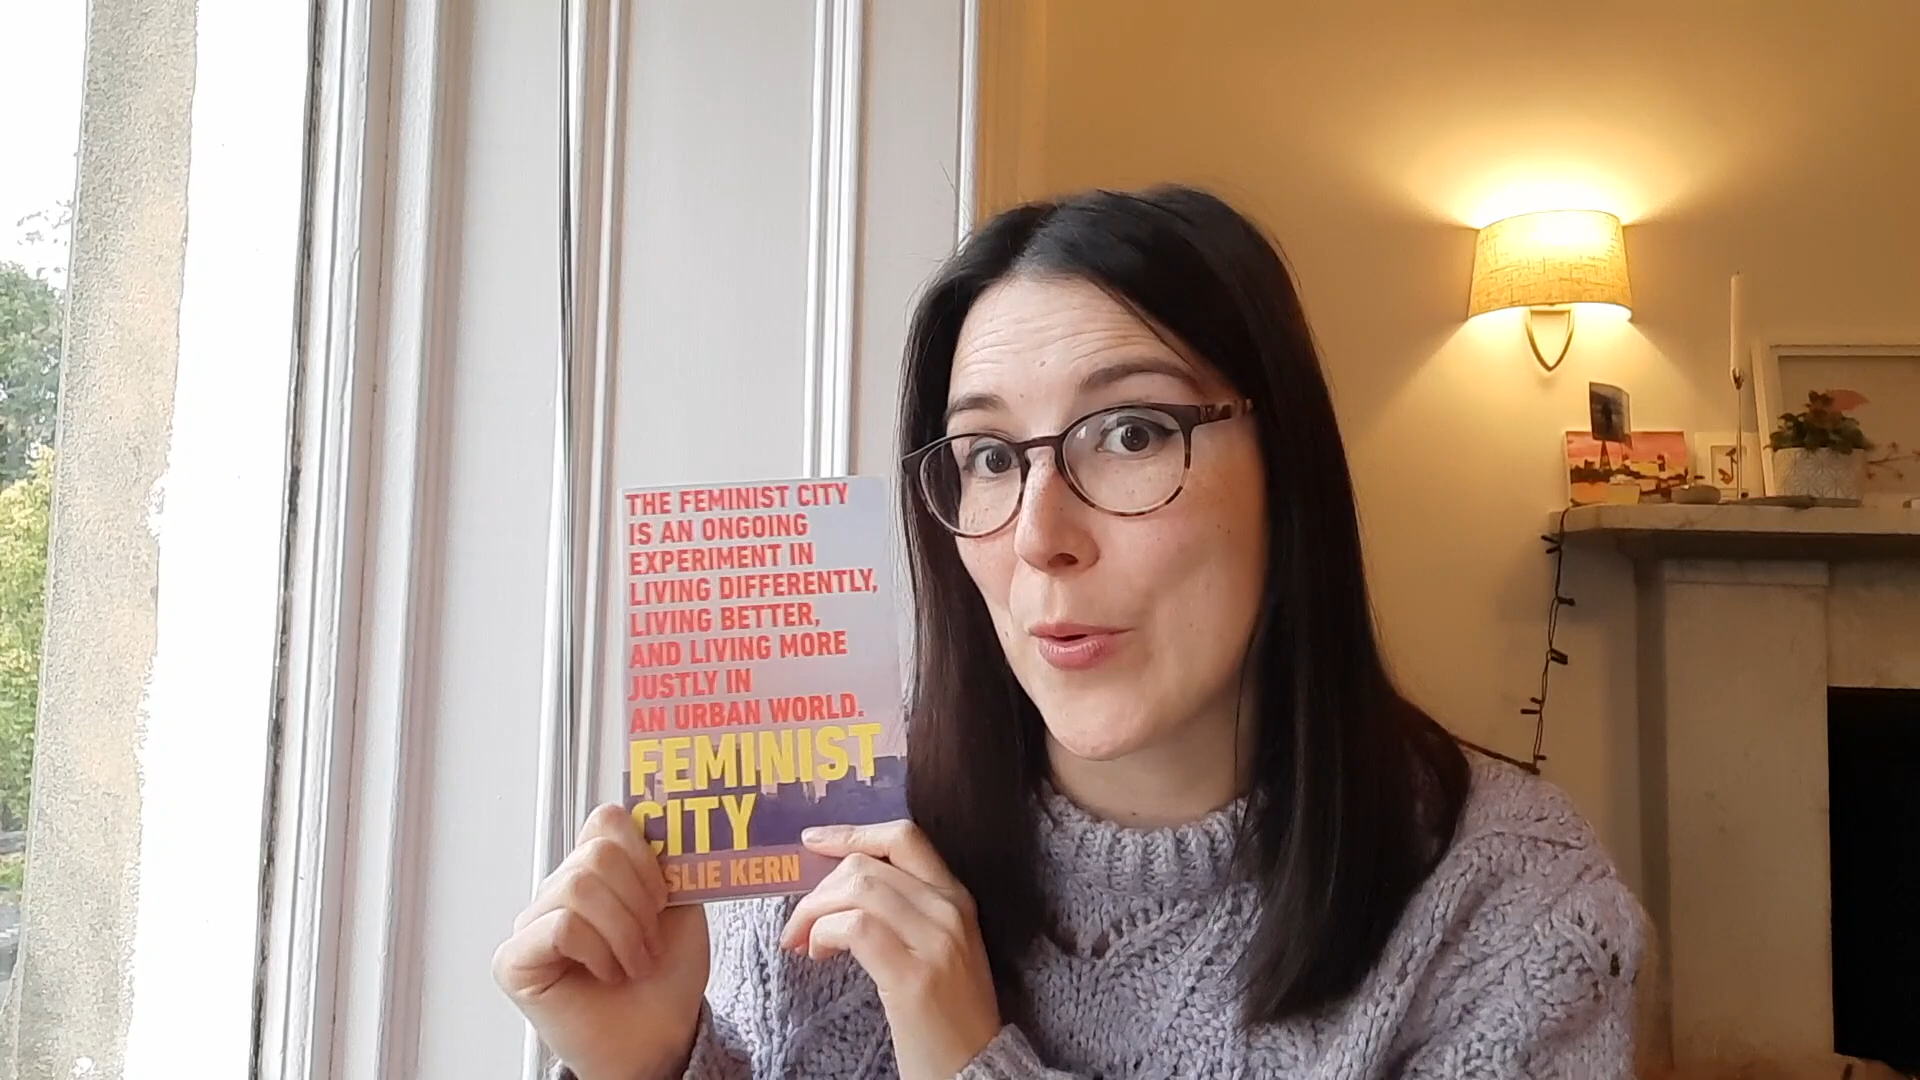 THE FEMINIST CITY
IS AN ONGOING
EXPERIMENT IN
LIVING DIFFERENTLY,
LIVING BETTER,
AND LIVING MORE
JUSTLY IN
AN URBAN WORLD.
FEMINIST
CITY
SLIE KERN